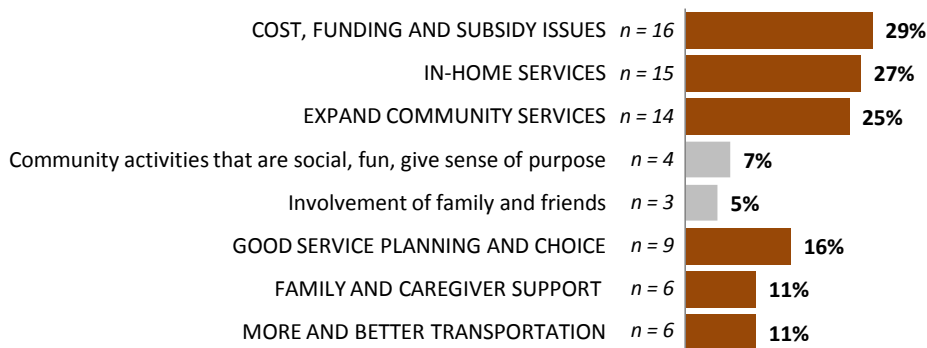 COST, FUNDING AND SUBSIDY ISSUES n = 16 29%
IN-HOME SERVICES n = 15 27%
EXPAND COMMUNITY SERVICES n = 14 25%
Community activities that are social, fun, give sense of purpose n = 4 7%
Involvement of family and friends n = 3 5%
GOOD SERVICE PLANNING AND CHOICE n = 9 16%
FAMILY AND CAREGIVER SUPPORT n = 6 11%
MORE AND BETTER TRANSPORTATION n = 6 11%